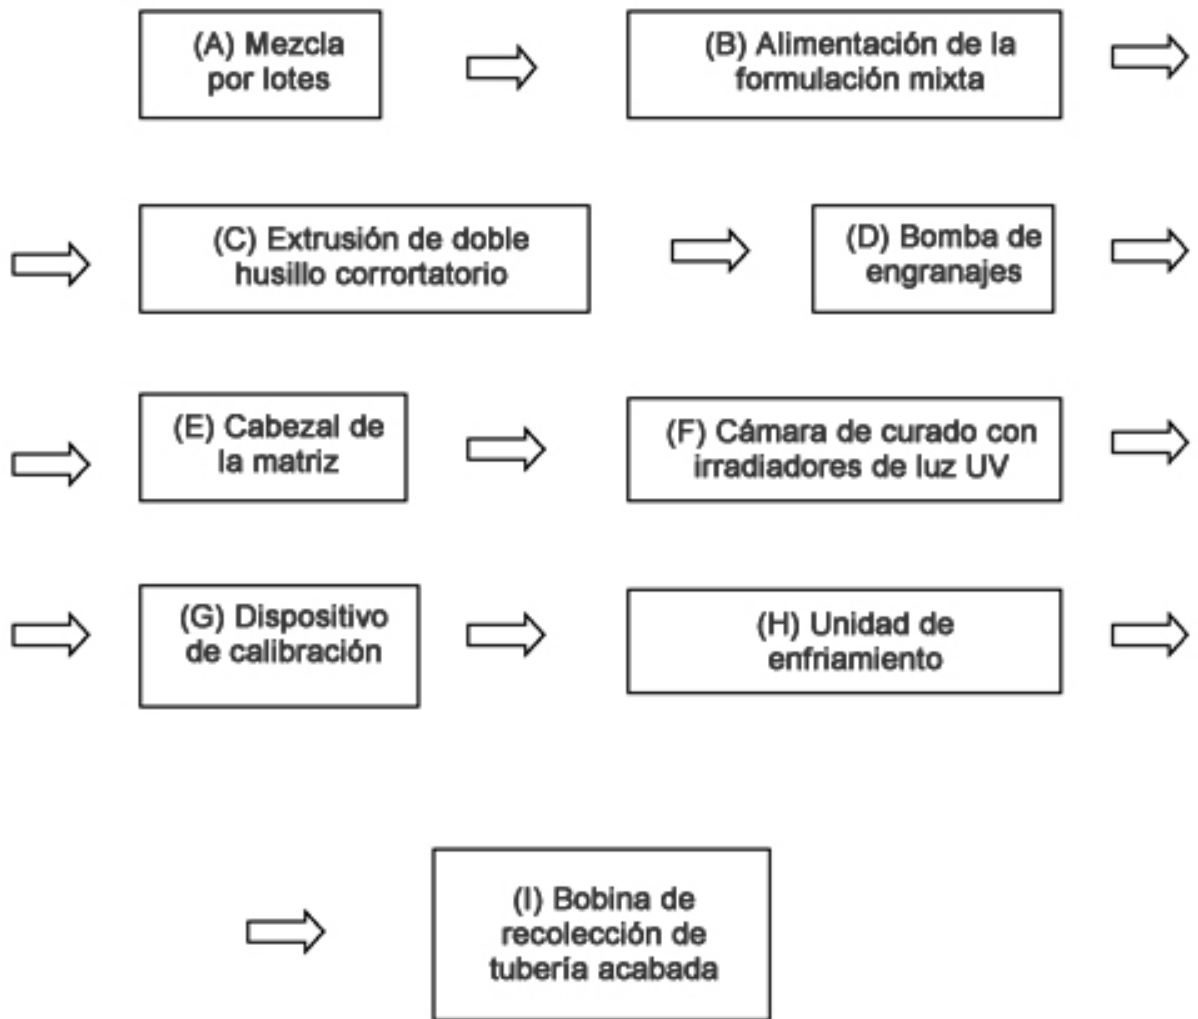 (A) Mezcla
por lotes
(B) Alimentación de la
formulación mixta
(C) Extrusión de doble
husillo corrortatorio
(D) Bomba de
engranajes
(E) Cabezal de
la matriz
(F) Cámara de curado con
irradiadores de luz UV
(G) Dispositivo
de calibración
(H) Unidad de
enfriamiento
(I) Bobina de
recolección de
tubería acabada